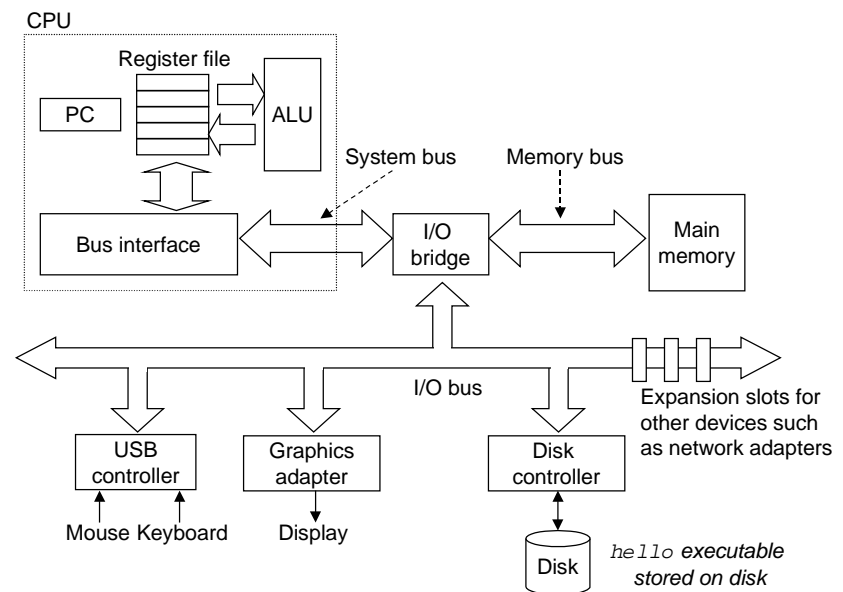 CPU
Register file
PC
ALU
System bus
Memory bus
Bus interface
I/O
bridge
Main
memory
I/O bus
Expansion slots for
other devices such
as network adapters
USB
controller
Graphics
adapter
Disk
controller
Mouse Keyboard
Display
Disk
hello executable
stored on disk